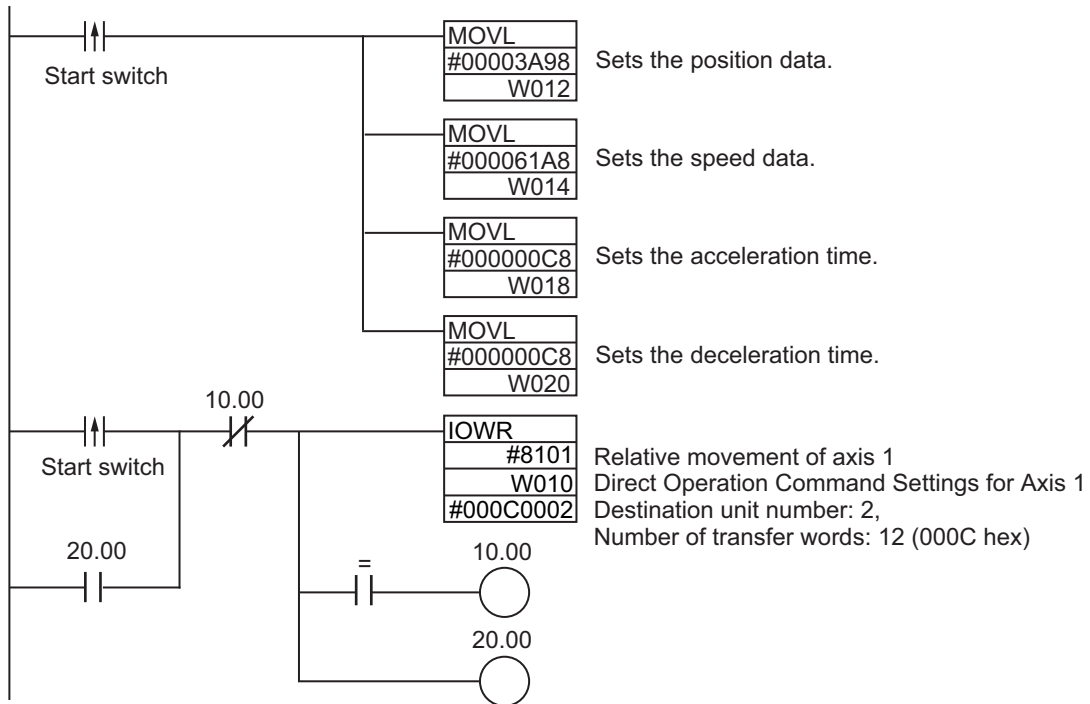 MOVL
#00003A98
W012
Sets the position data.
Start switch
MOVL
#000061A8
W014
Sets the speed data.
MOVL
#000000C8
W018
Sets the acceleration time.
MOVL
#000000C8
W020
Sets the deceleration time.
10.00
Start switch
IOWR
#8101
W010
#000C0002
Relative movement of axis 1
Direct Operation Command Settings for Axis 1
Destination unit number: 2,
Number of transfer words: 12 (000C hex)
20.00
=
10.00
20.00